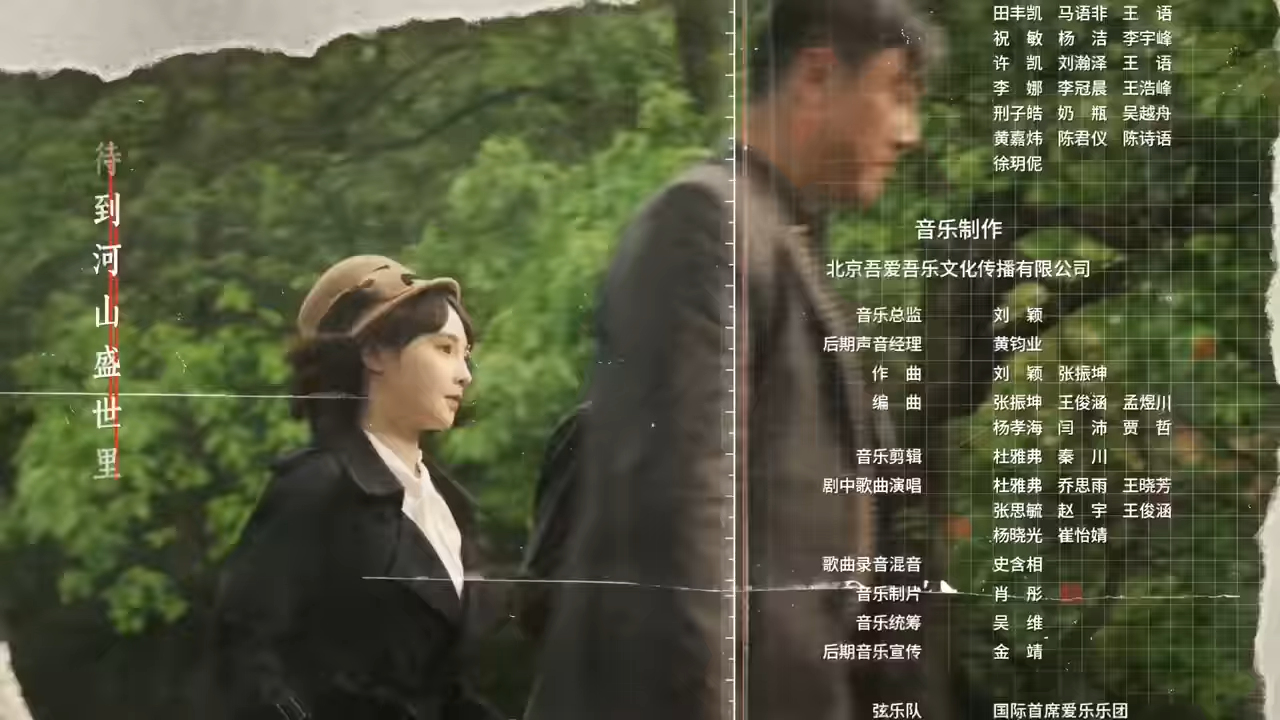 待到河山盛世里
田丰凯 马语非 王 语
祝 敏 杨 洁 李宇峰
许 凯 刘瀚泽 王 语
李 娜 李冠晨 王浩峰
刑子皓 奶 瓶 吴越舟
黄嘉炜 陈君仪 陈诗语
徐玥伲
音乐制作
北京吾爱吾乐文化传播有限公司
音乐总监 刘 颖
后期声音经理 黄钧业
作 曲 刘 颖 张振坤
编 曲 张振坤 王俊涵 孟煜川
杨孝海 闫 沛 贾 哲
音乐剪辑 杜雅弗 秦 川
剧中歌曲演唱 杜雅弗 乔思雨 王晓芳
张思毓 赵 宇 王俊涵
杨晓光 崔怡婧
歌曲录音混音 史含相
音乐制片 肖 彤
音乐统筹 吴 维
后期音乐宣传 金 靖
弦乐队 国际首席爱乐乐团